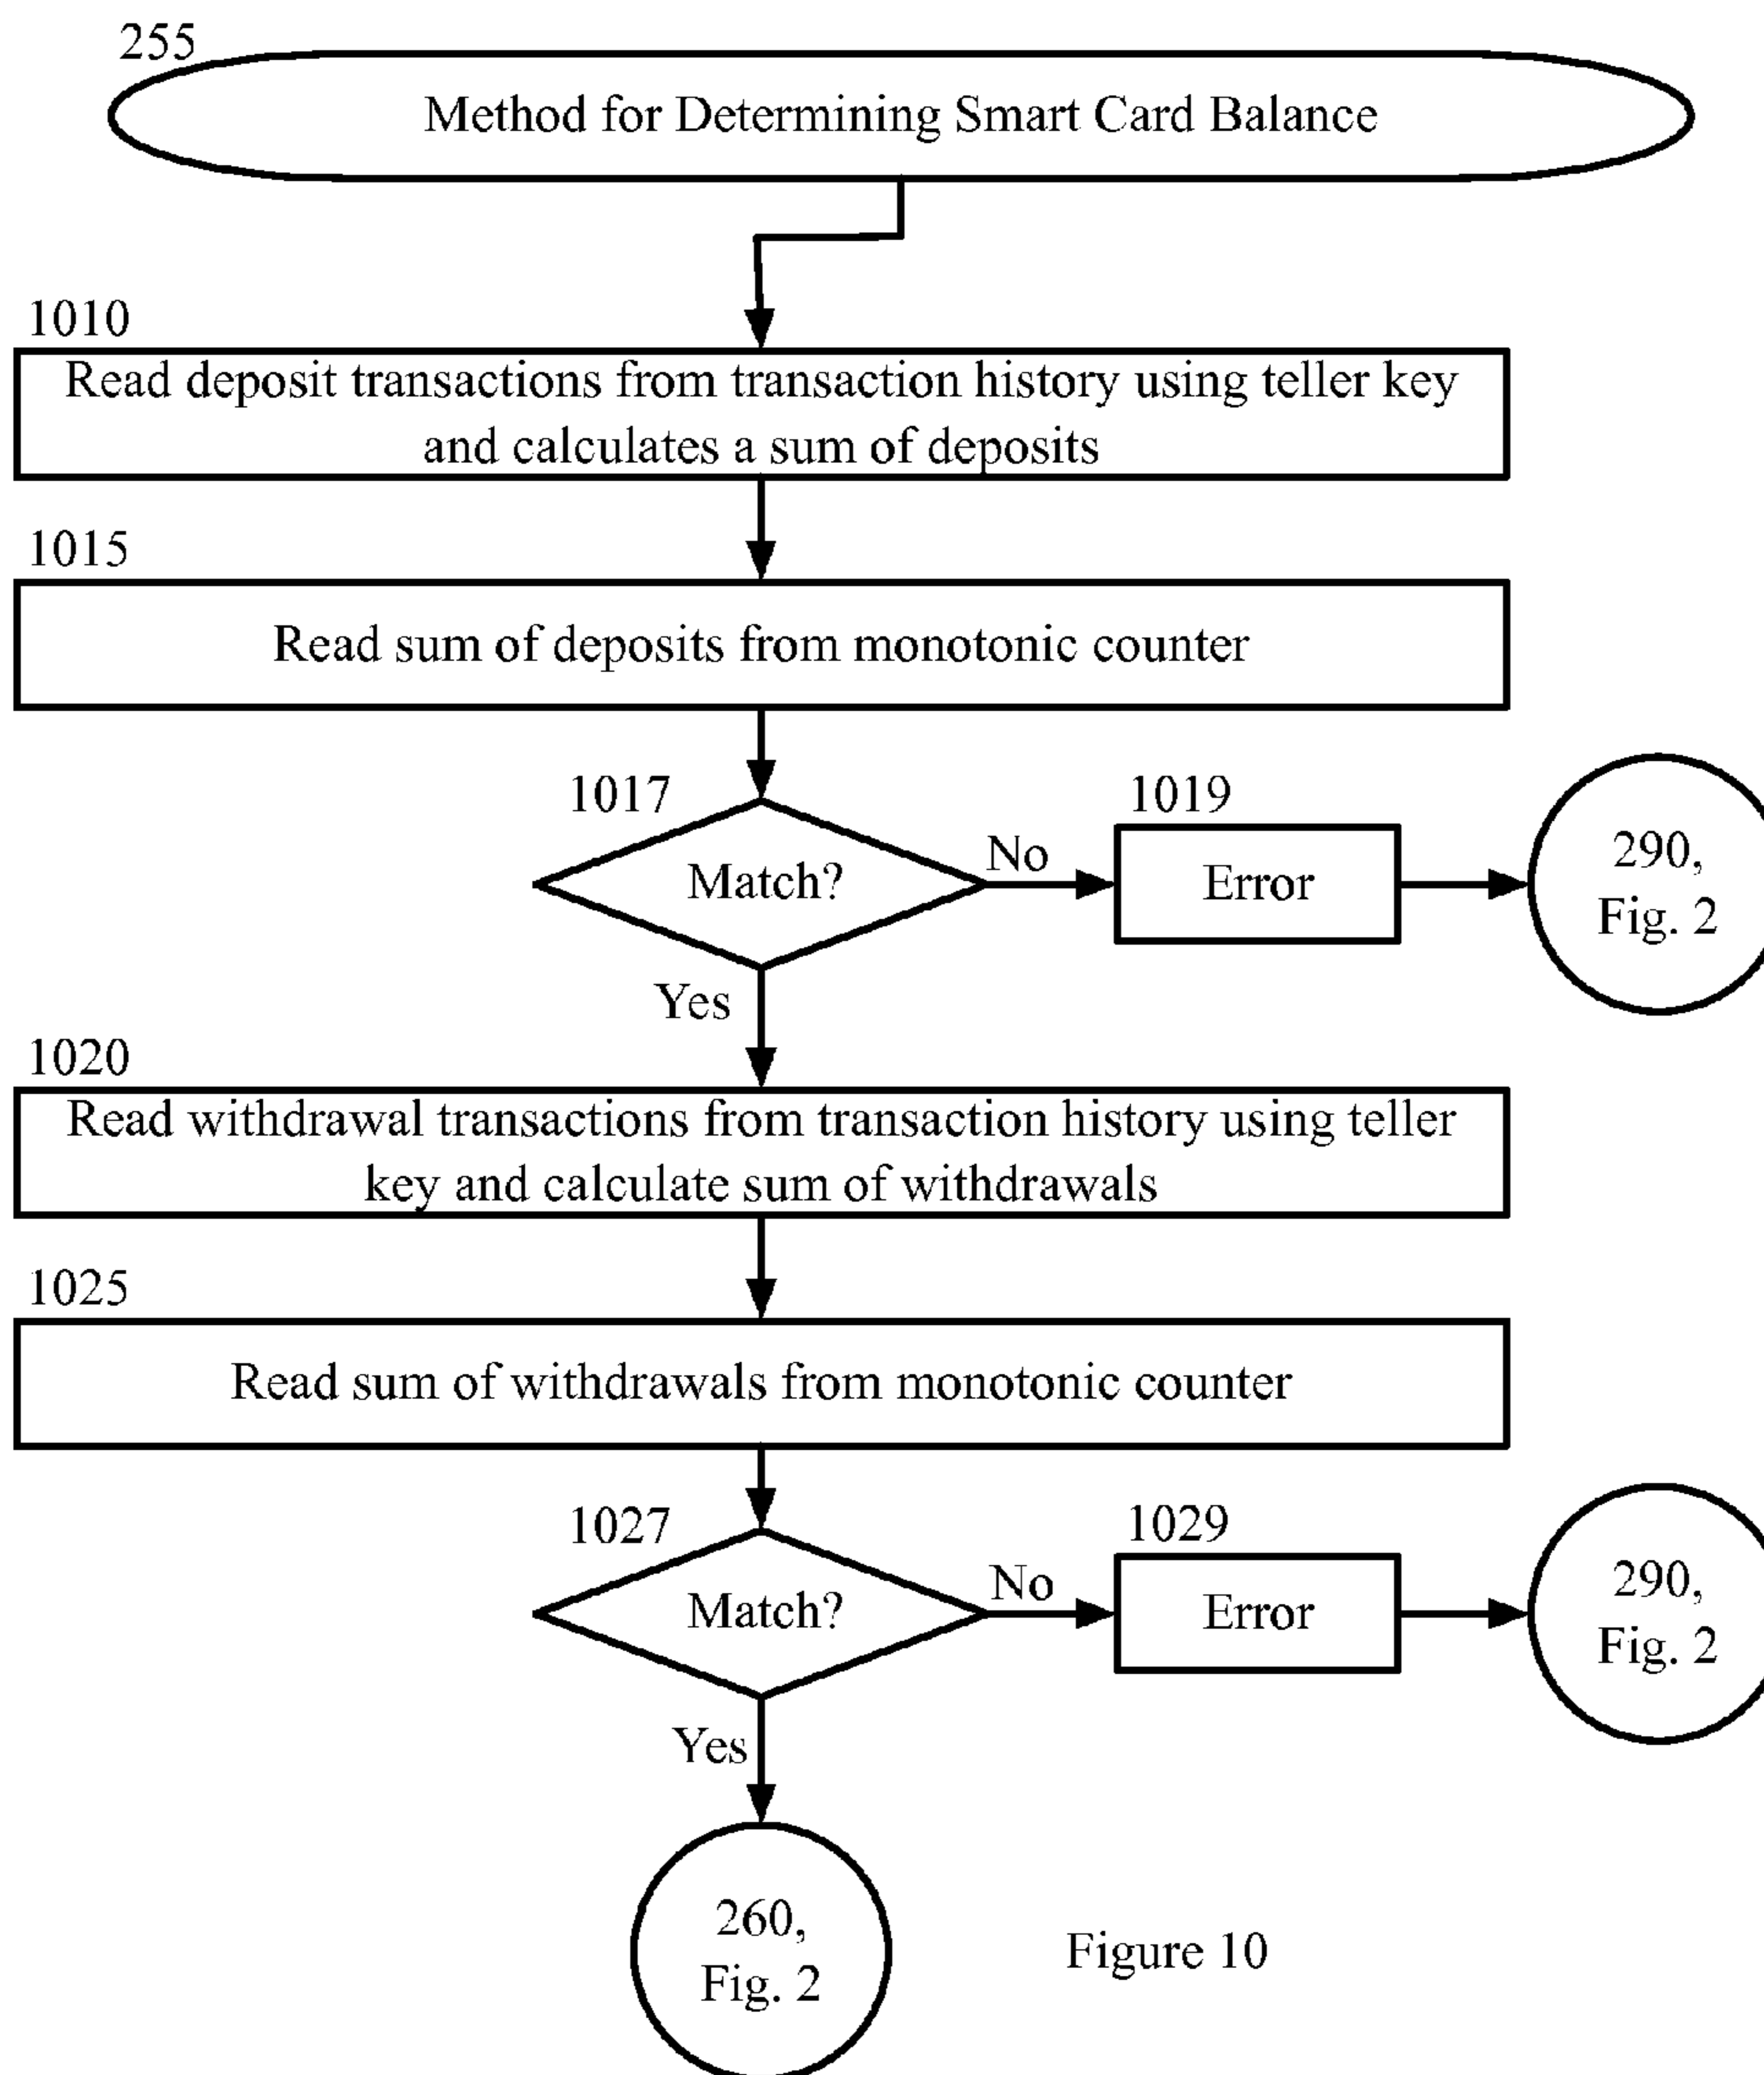 255
Method for Determining Smart Card Balance
1010
Read deposit transactions from transaction history using teller key
and calculates a sum of deposits
1015
Read sum of deposits from monotonic counter
1017
Match?
No
1019
Error
290,
Fig. 2
Yes
1020
Read withdrawal transactions from transaction history using teller
key and calculate sum of withdrawals
1025
Read sum of withdrawals from monotonic counter
1027
Match?
No
1029
Error
290,
Fig. 2
Yes
260,
Fig. 2
Figure 10